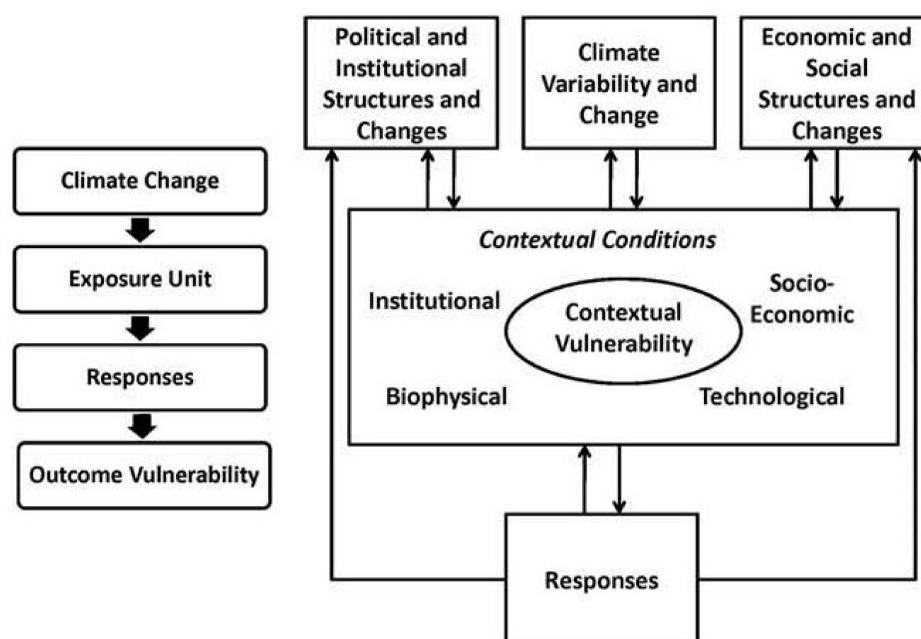 Climate Change
Exposure Unit
Responses
Outcome Vulnerability
Political and
Institutional
Structures and
Changes
Climate
Variability and
Change
Economic and
Social
Structures and
Changes
Contextual Conditions
Institutional
Socio-
Economic
Contextual
Vulnerability
Biophysical
Technological
Responses